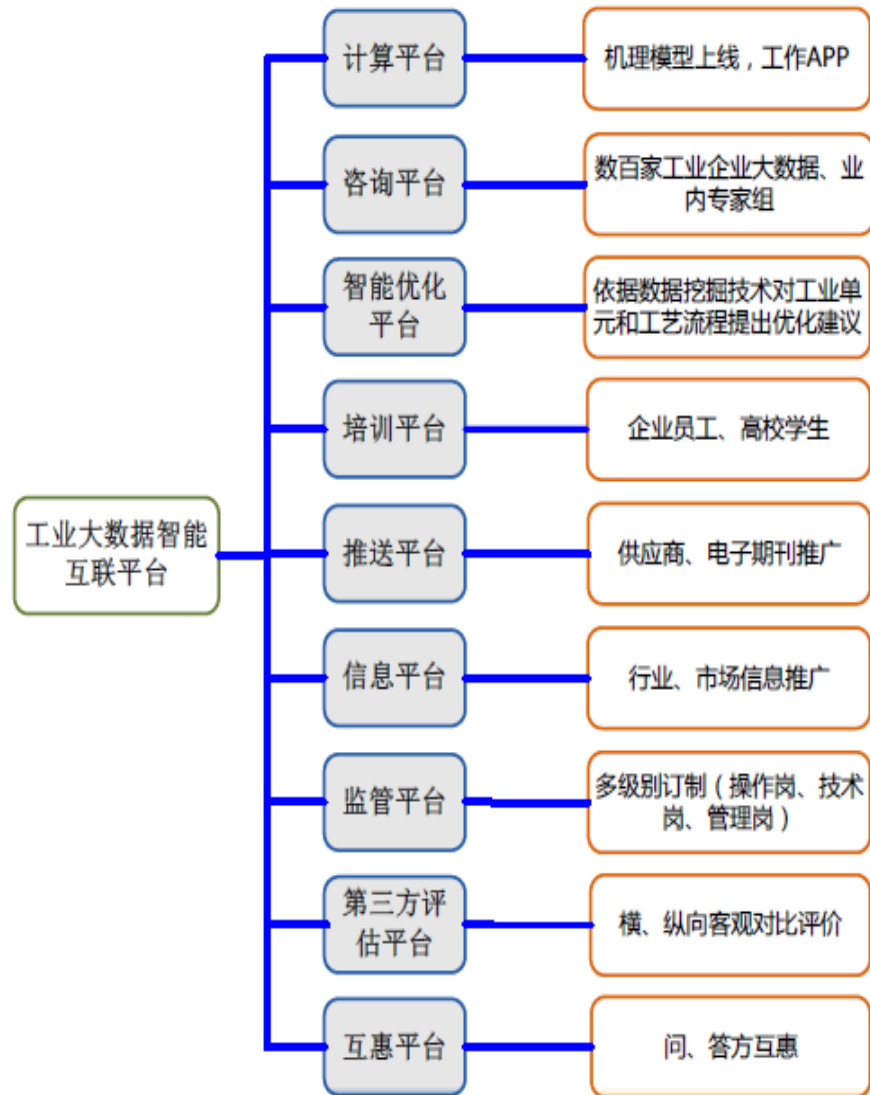 计算平台
机理模型上线，工作APP
咨询平台
数百家工业企业大数据、业
内专家组
智能优化
平台
依据数据挖掘技术对工业单
元和工艺流程提出优化建议
培训平台
企业员工、高校学生
工业大数据智能
互联平台
推送平台
供应商、电子期刊推广
信息平台
行业、市场信息推广
监管平台
多级别订制（操作岗、技术
岗、管理岗）
第三方评
估平台
横、纵向客观对比评价
互惠平台
问、答方互惠